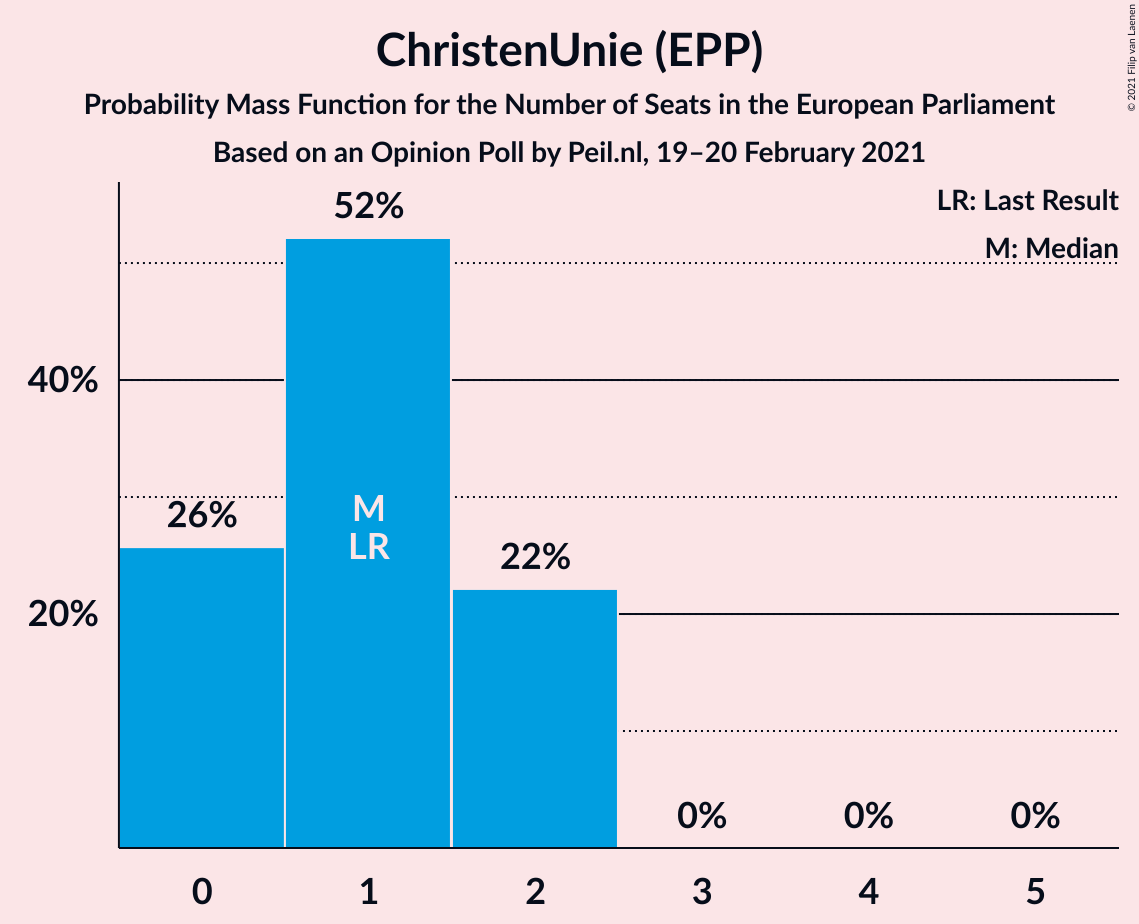 ChristenUnie (EPP)
Probability Mass Function for the Number of Seats in the European Parliament
Based on an Opinion Poll by Peil.nl, 19–20 February 2021
© 2021 Filip van Laenen
LR: Last Result
M: Median
52%
40%
26%
M
LR
22%
20%
0%
0%
0%
0
1
2
3
4
5